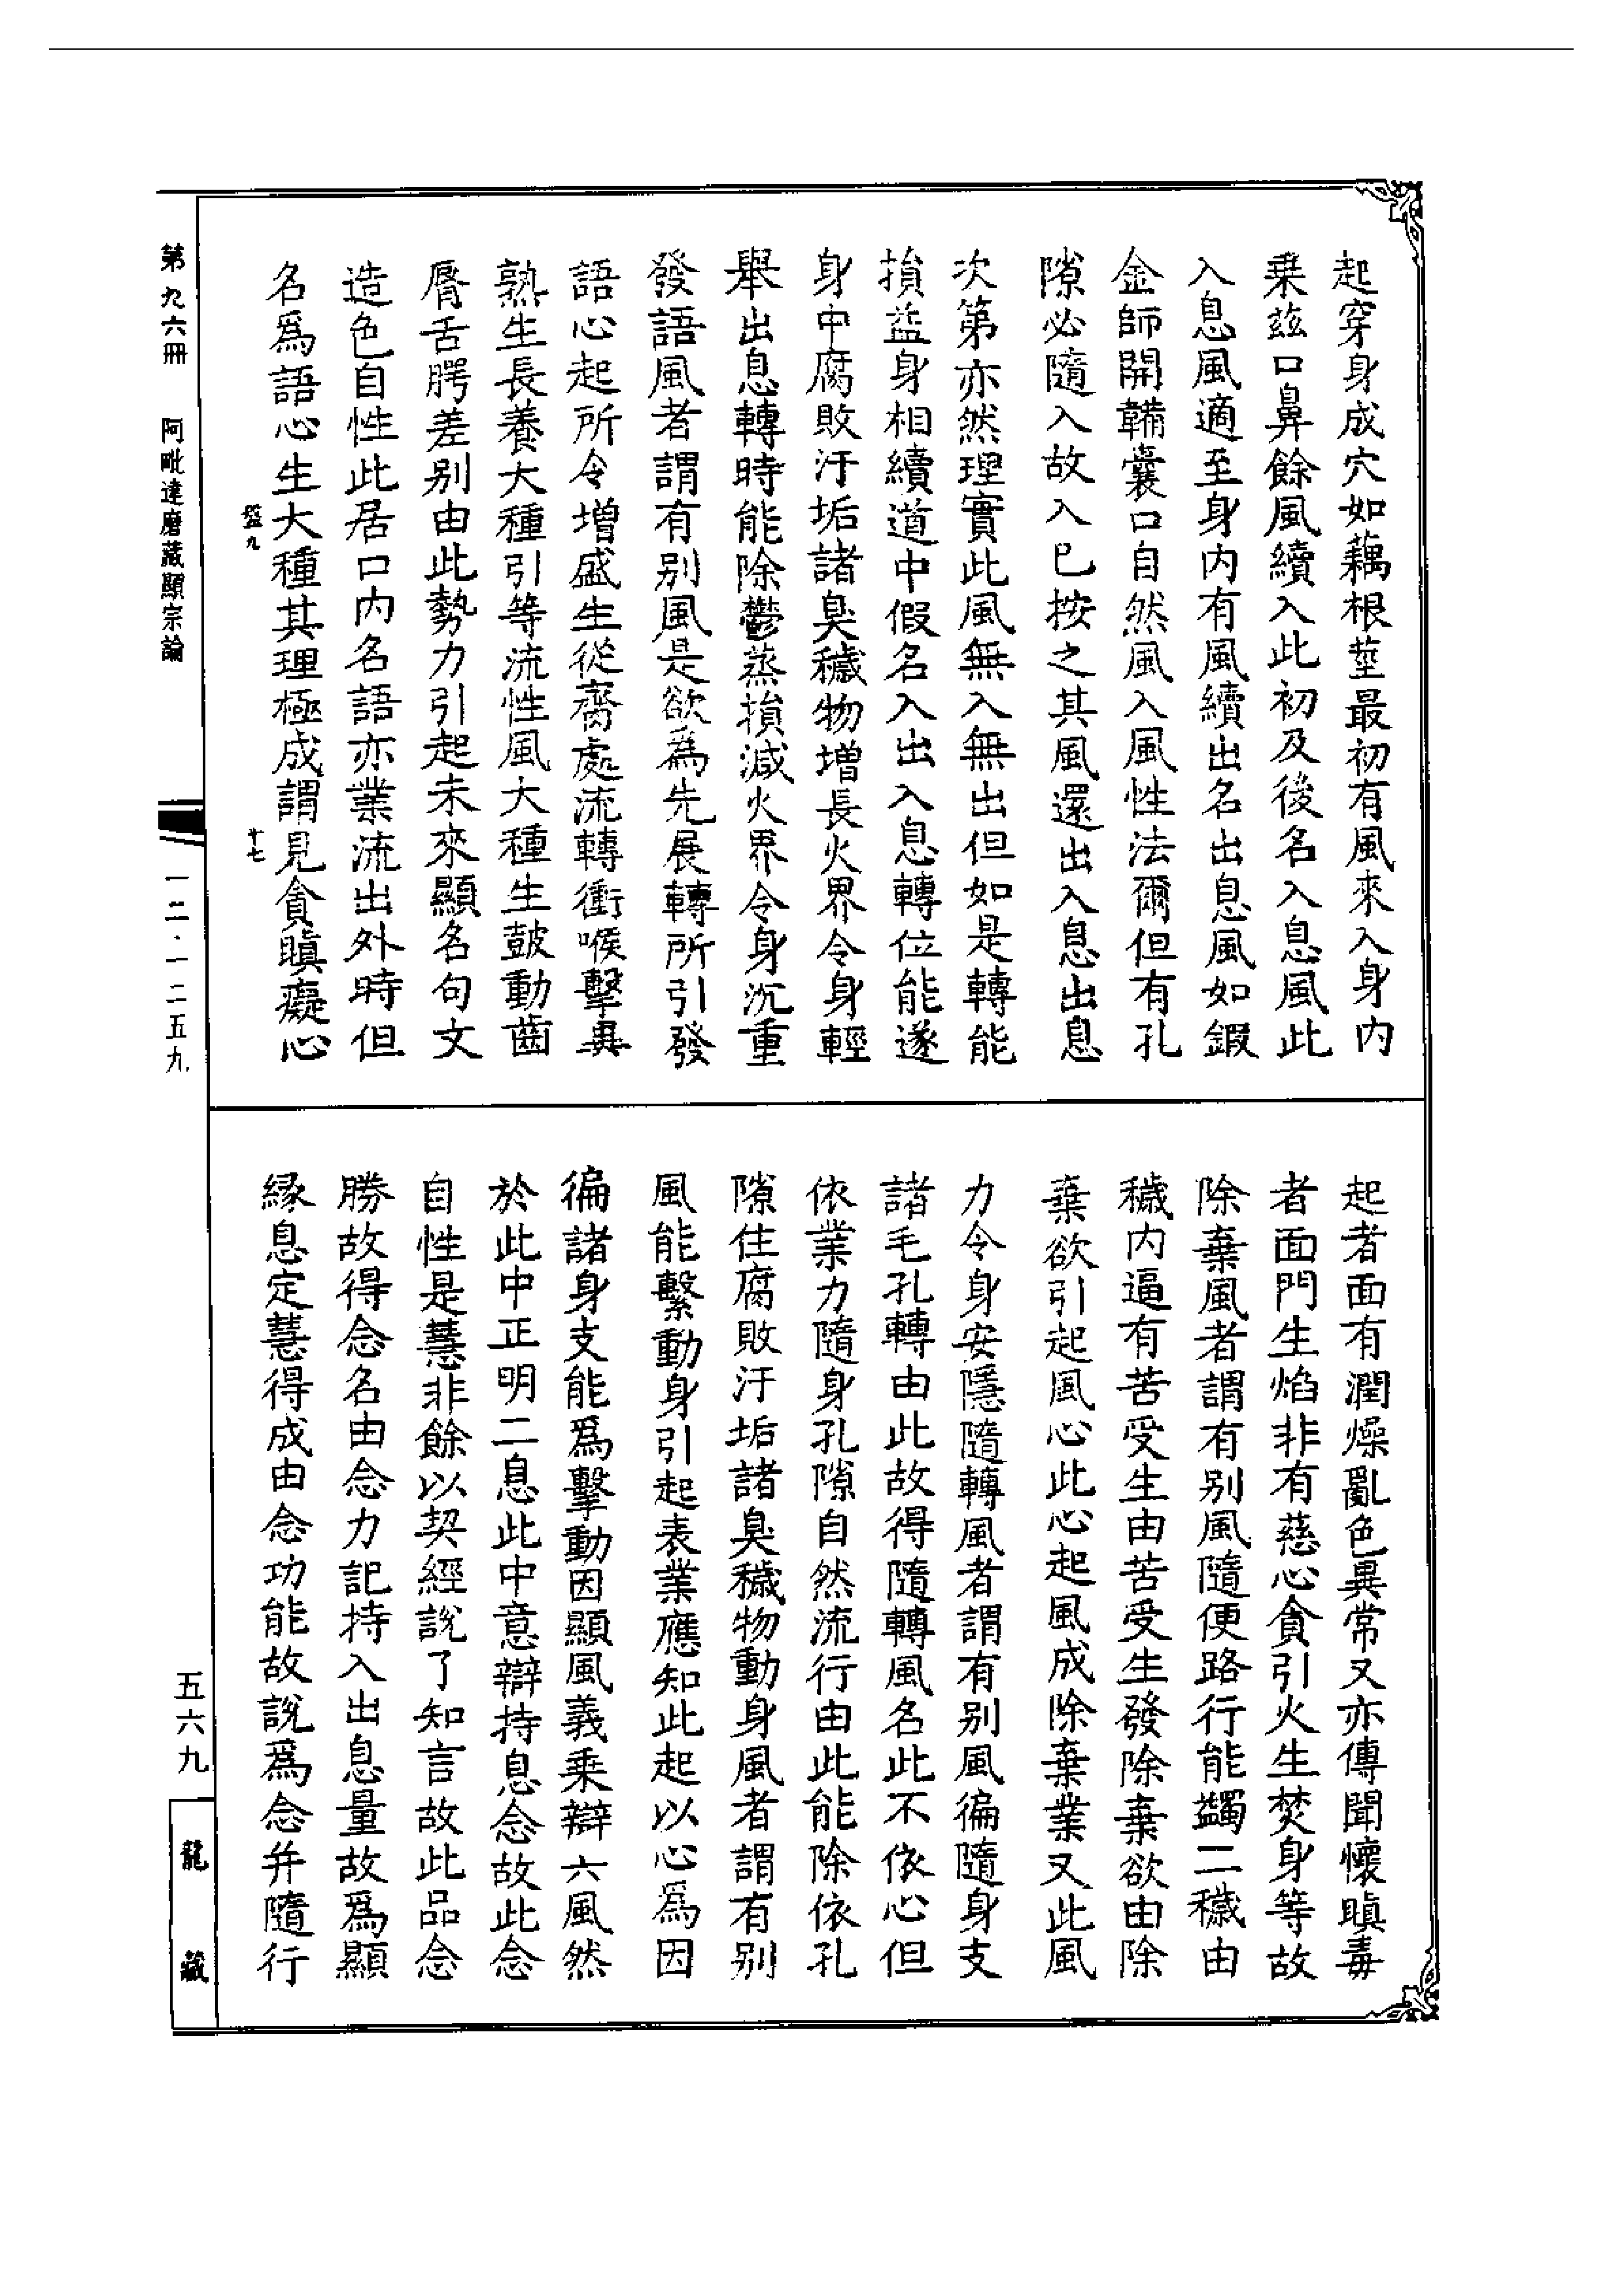 起穿身成穴如藕根莖最初有風來入身內
乗茲口鼻餘風續入此初及後名入息風此
入息風適至身內有風續出名出息風如鍛
金師開韛囊口自然風入風性法爾但有孔
隙必隨入故入已按之其風還出入息出息
次第亦然理實此風無入無出但如是轉能
損益身相續道中假名入出入息轉位能遂
身中腐敗汙垢諸臭穢物增長火界令身輕
舉出息轉時能除鬱蒸損減火界令身沉重
發語風者謂有別風是欲為先展轉所引發
語心起所令增盛生從臍處流轉衝喉擊異
熟生長養大種引等流性風大種生鼓動齒
脣舌腭差別由此勢力引起未來顯名句文
造色自性此居口內名語亦業流出外時但
名爲語心生大種其理極成謂見貪瞋癡心
起者面有潤燥亂色異常又亦傳聞懷瞋毒
者面門生焰非有慈心貪引火生焚身等故
除棄風者謂有別風隨便路行能蠲二穢由
穢內逼有苦受生由苦受生發除棄欲由除
棄欲引起風心此心起風成除棄業又此風
力令身安隱隨轉風者謂有別風徧隨身支
諸毛孔轉由此故得隨轉風名此不依心但
依業力隨身孔隙自然流行由此能除依孔
隙住腐敗汙垢諸臭穢物動身風者謂有別
風能繫動身引起表業應知此起以心為因
徧諸身支能爲擊動因顯風義乗辯六風然
於此中正明二息此中意辯持息念故此念
自性是慧非餘以契經說了知言故此品念
勝故得念名由念力記持入出息量故爲顯
緣息定慧得成由念功能故說爲念并隨行
第九六冊 阿毗達磨藏顯宗論
盤九
十七
一二·一二五九
五六九
龍藏